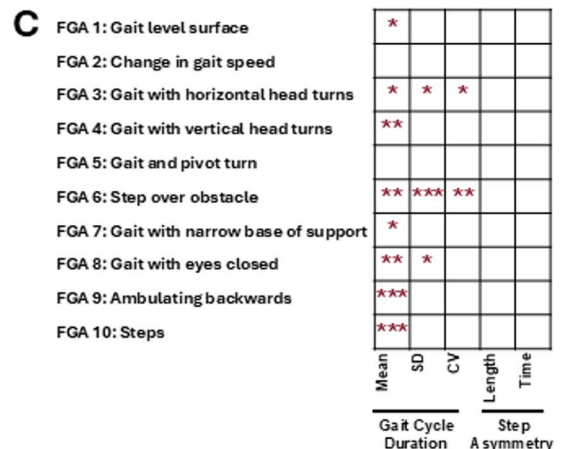 C
FGA 1: Gait level surface *
FGA 2: Change in gait speed
FGA 3: Gait with horizontal head turns * * *
FGA 4: Gait with vertical head turns **
FGA 5: Gait and pivot turn
FGA 6: Step over obstacle ** *** **
FGA 7: Gait with narrow base of support *
FGA 8: Gait with eyes closed ** *
FGA 9: Ambulating backwards ***
FGA 10: Steps ***
Mean SD CV Length Time
Gait Cycle Step
Duration Asymmetry